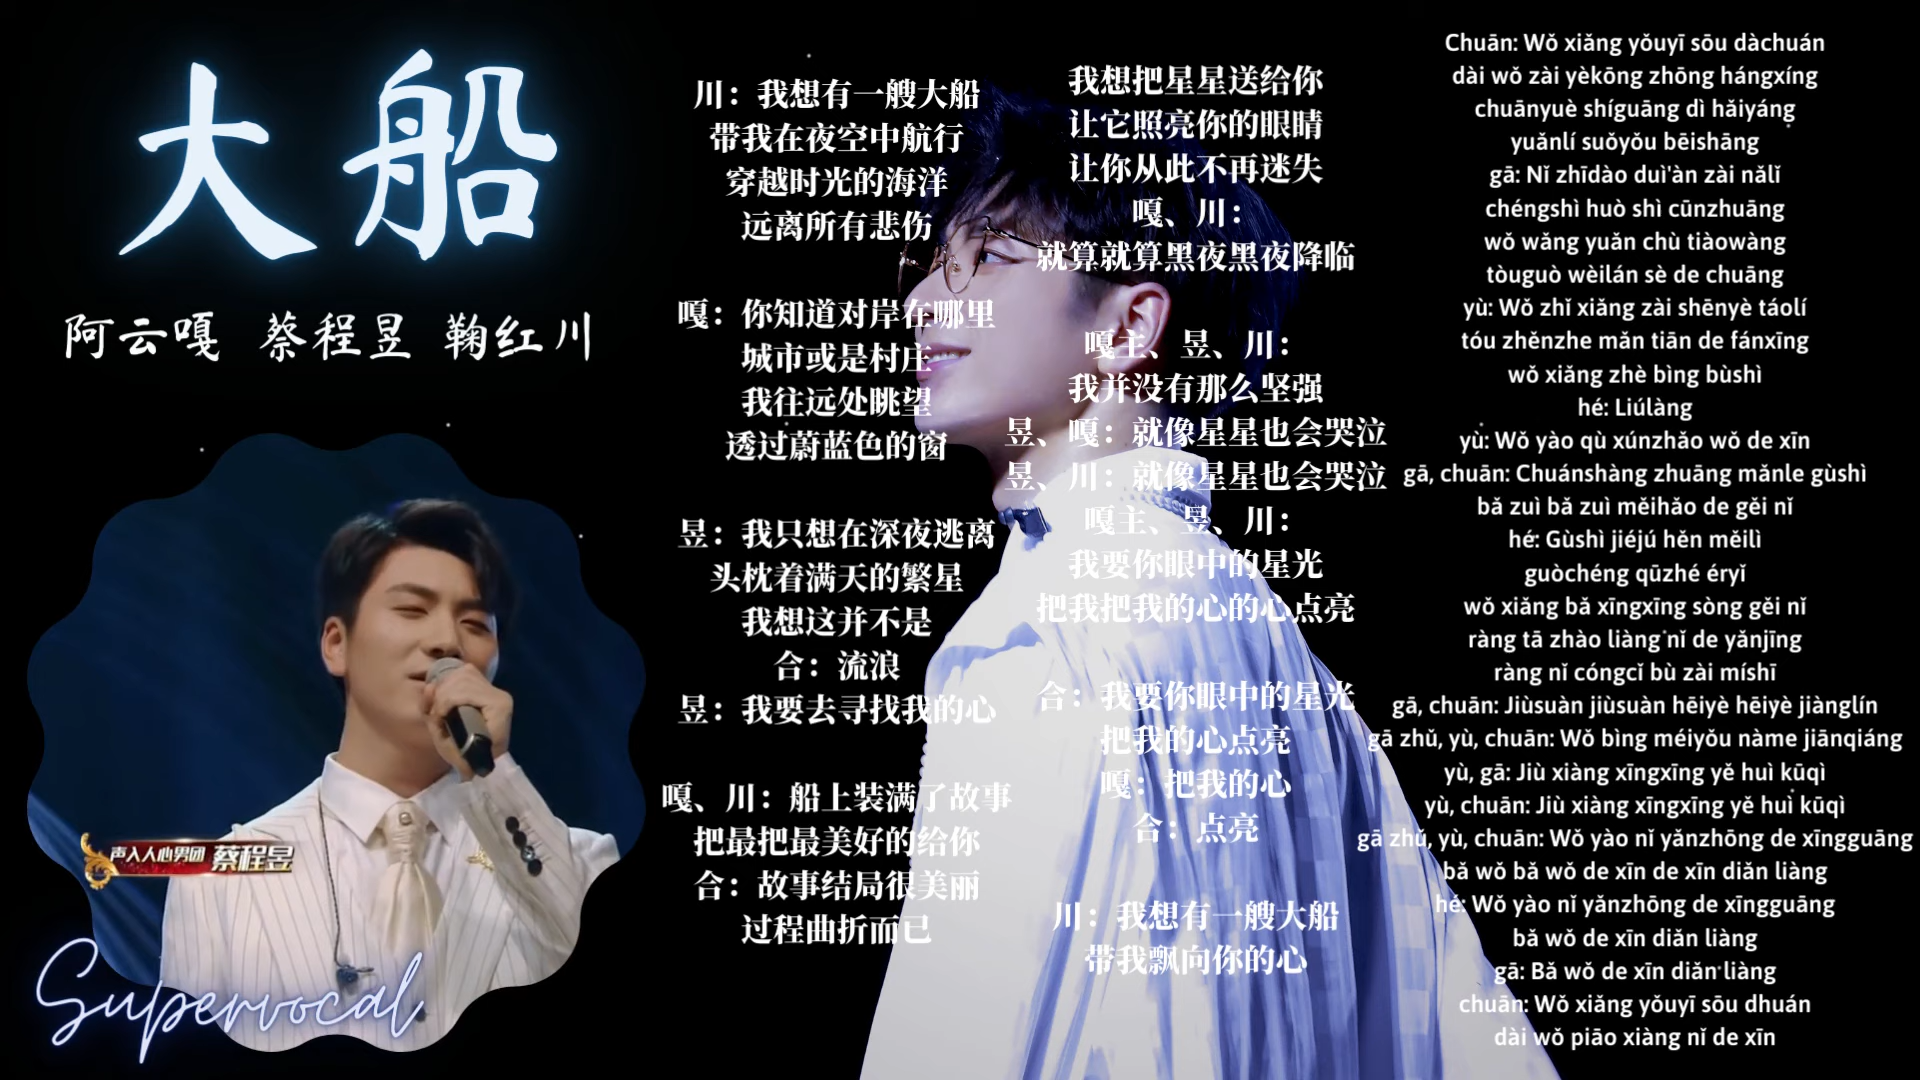 大船
阿云嘎 蔡程昱 鞠红川
声入人心男团 蔡程昱
Supervocal
川：我想有一艘大船
带我在夜空中航行
穿越时光的海洋
远离所有悲伤
嘎：你知道对岸在哪里
城市或是村庄
我往远处眺望
透过蔚蓝色的窗
昱：我只想在深夜逃离
头枕着满天的繁星
我想这并不是
合：流浪
昱：我要去寻找我的心
嘎、川：船上装满了故事
把最把最美好的给你
合：故事结局很美丽
过程曲折而已
我想把星星送给你
让它照亮你的眼睛
让你从此不再迷失
嘎、川：
就算就算黑夜黑夜降临
嘎主、昱、川：
我并没有那么坚强
昱、嘎：就像星星也会哭泣
昱、川：就像星星也会哭泣
嘎主、昱、川：
我要你眼中的星光
把我把我的心的心点亮
合：我要你眼中的星光
把我的心点亮
嘎：把我的心
合：点亮
川：我想有一艘大船
带我飘向你的心
Chuān: Wǒ xiǎng yǒuyī sōu dàchuán
dài wǒ zài yèkōng zhōng hángxíng
chuānyuè shíguāng dì hǎiyáng
yuǎnlí suǒyǒu bēishāng
gā: Nǐ zhīdào duì'àn zài nǎlǐ
chéngshì huò shì cūnzhuāng
wǒ wǎng yuǎn chù tiàowàng
tòuguò wèilán sè de chuāng
yù: Wǒ zhǐ xiǎng zài shēnyè táolí
tóu zhěnzhe mǎn tiān de fánxīng
wǒ xiǎng zhè bìng bùshì
hé: Liúlàng
yù: Wǒ yào qù xúnzhǎo wǒ de xīn
gā, chuān: Chuánshàng zhuāng mǎnle gùshì
bǎ zuì bǎ zuì měihǎo de gěi nǐ
hé: Gùshì jiéjú hěn měilì
guòchéng qūzhé éryǐ
wǒ xiǎng bǎ xīngxīng sòng gěi nǐ
ràng tā zhào liàng nǐ de yǎnjīng
ràng nǐ cóngcǐ bù zài míshī
gā, chuān: Jiùsuàn jiùsuàn hēiyè hēiyè jiànglín
gā zhǔ, yù, chuān: Wǒ bìng méiyǒu nàme jiānqiáng
yù, gā: Jiù xiàng xīngxīng yě huì kūqì
yù, chuān: Jiù xiàng xīngxīng yě huì kūqì
gā zhǔ, yù, chuān: Wǒ yào nǐ yǎnzhōng de xīngguāng
bǎ wǒ bǎ wǒ de xīn de xīn diǎn liàng
hé: Wǒ yào nǐ yǎnzhōng de xīngguāng
bǎ wǒ de xīn diǎn liàng
gā: Bǎ wǒ de xīn diǎn liàng
chuān: Wǒ xiǎng yǒuyī sōu dhuán
dài wǒ piāo xiàng nǐ de xīn